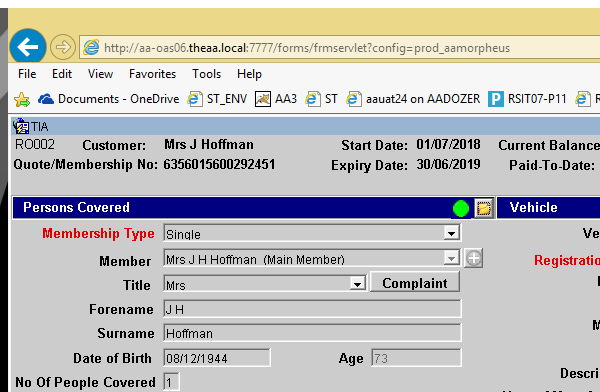 http://aa-oas06.theaa.local:7777/forms/frmservlet?config=prod_aamorpheus
File Edit View Favorites Tools Help
Documents - OneDrive ST_ENV AA3 ST aauat24 on AADOZER RSIT07-P11
TIA
RO002 Customer: Mrs J Hoffman Start Date: 01/07/2018 Current Balance
Quote/Membership No: 6356015600292451 Expiry Date: 30/06/2019 Paid-To-Date:
Persons Covered Vehicle
Membership Type Single Ve
Member Mrs J H Hoffman (Main Member) Registratio
Title Mrs Complaint
Forename J H
Surname Hoffman M
Date of Birth 08/12/1944 Age 73
Descri
No Of People Covered 1